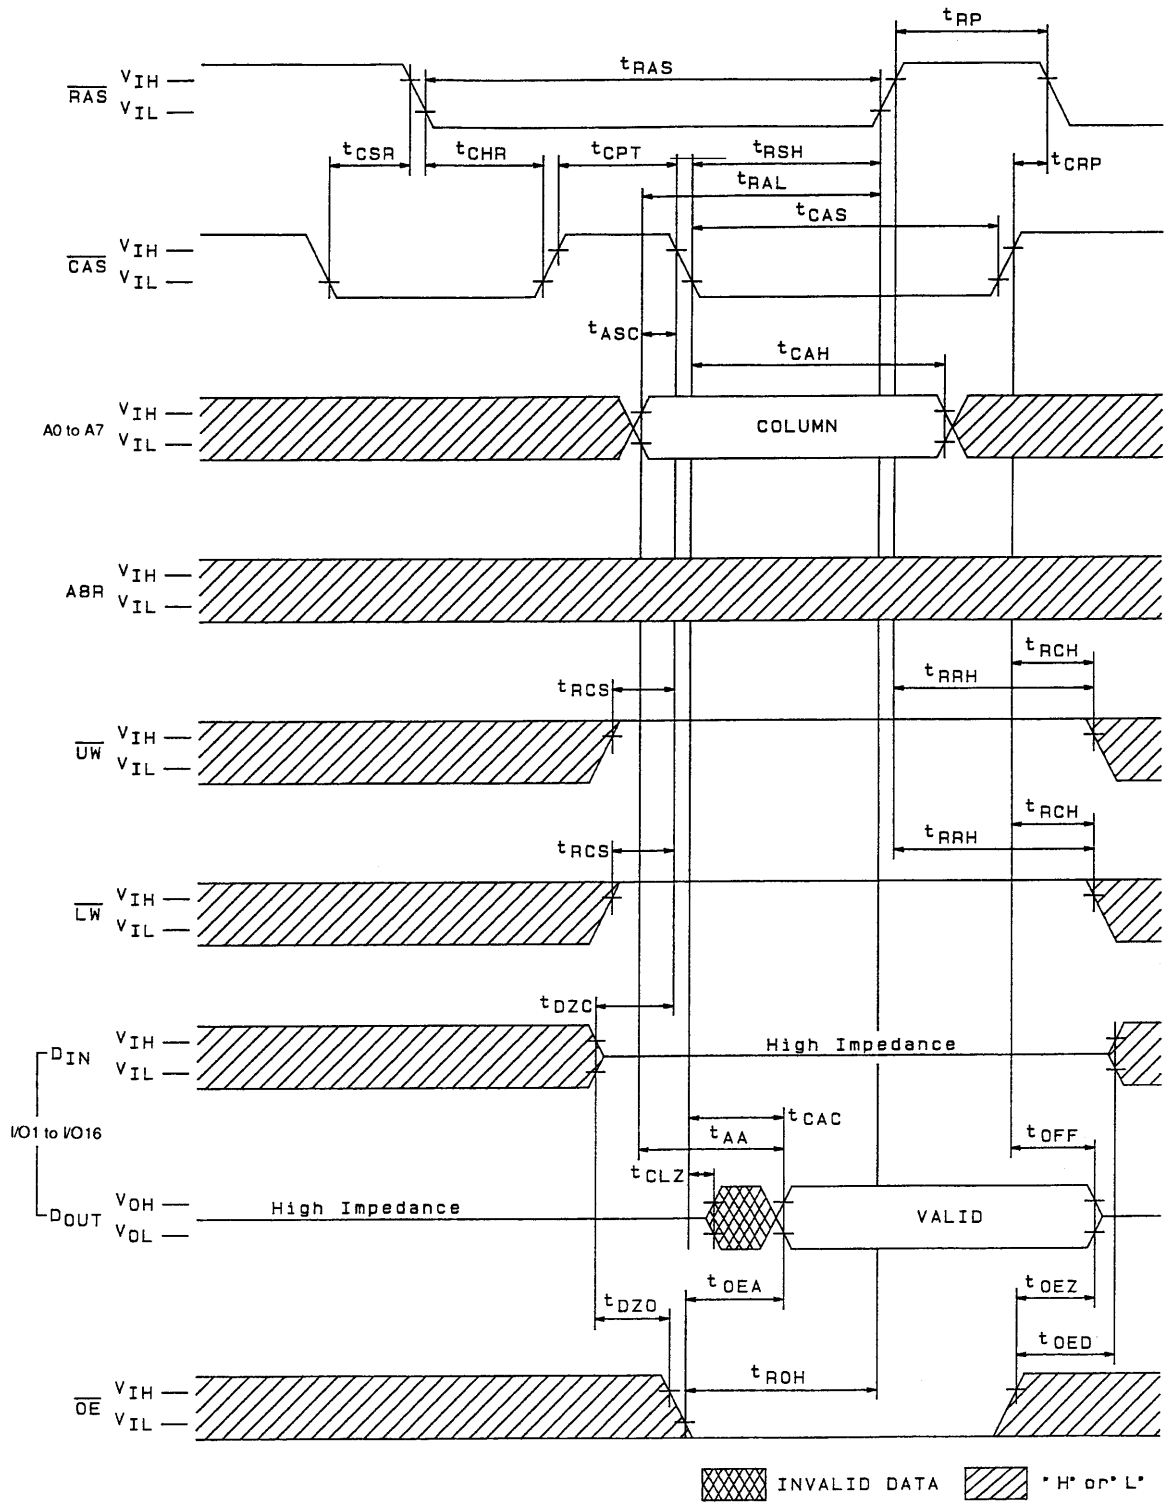 tRP
tRAS
RAS VIH
VIL
tCSR tCHR tCPT tRSH tCRP
tRAL
tCAS
CAS VIH
VIL
tASC
tCAH
A0 to A7 VIH
VIL
COLUMN
A8R VIH
VIL
tRCH
tRCS tRRH
UW VIH
VIL
tRCH
tRCS tRRH
LW VIH
VIL
tDZC
DIN VIH
VIL
High Impedance
I/O1 to I/O16
tCAC
tAA tOFF
tCLZ
DOUT VOH
VOL
High Impedance
VALID
tOEA tOEZ
tDZO
tOED
tROH
OE VIH
VIL
INVALID DATA "H" or "L"